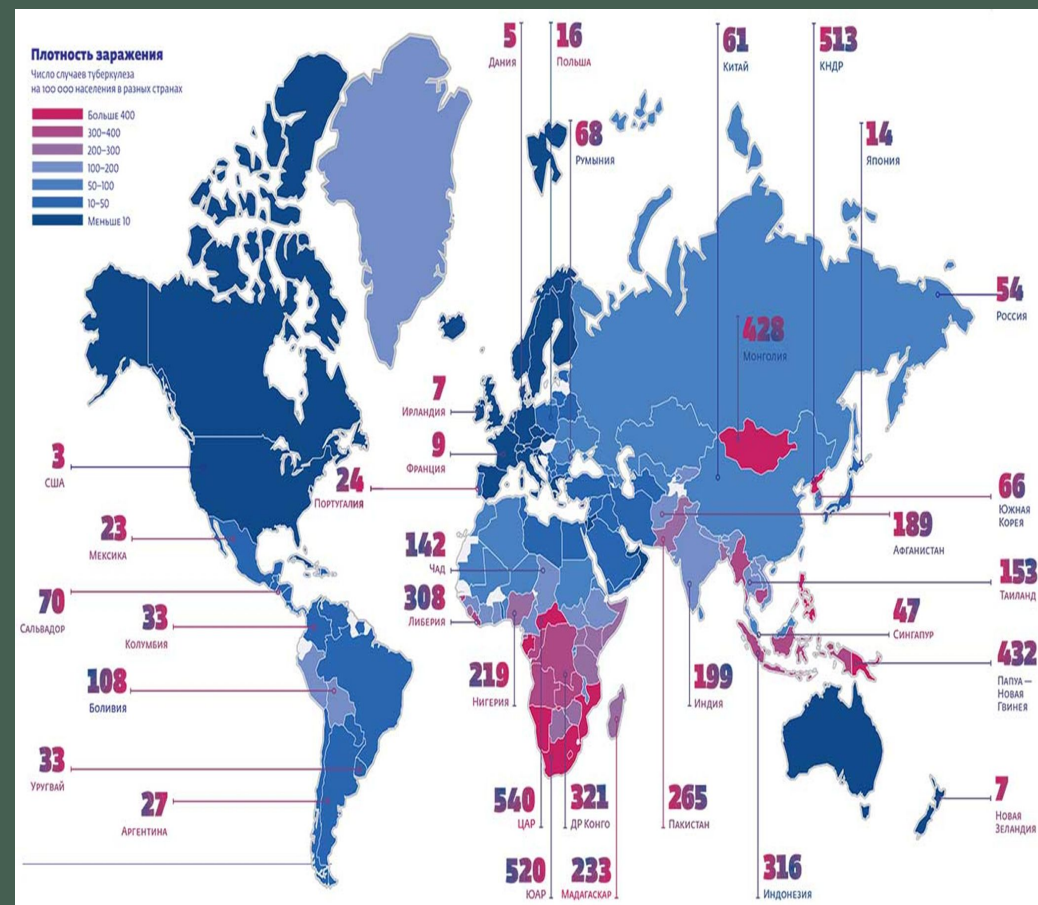 Плотность заражения
Число случаев туберкулеза
на 100 000 населения в разных странах
Больше 400
300–400
200–300
100–200
50–100
10–50
Меньше 10
5
Дания
16
Польша
68
Румыния
61
Китай
513
КНДР
14
Япония
54
Россия
428
Монголия
7
Ирландия
9
Франция
24
Португалия
3
США
23
Мексика
70
Сальвадор
33
Колумбия
108
Боливия
33
Уругвай
27
Аргентина
142
Чад
308
Либерия
219
Нигерия
540
ЦАР
321
ДР Конго
520
ЮАР
233
Мадагаскар
265
Пакистан
199
Индия
316
Индонезия
66
Южная
Корея
189
Афганистан
153
Таиланд
47
Сингапур
432
Папуа —
Новая
Гвинея
7
Новая
Зеландия